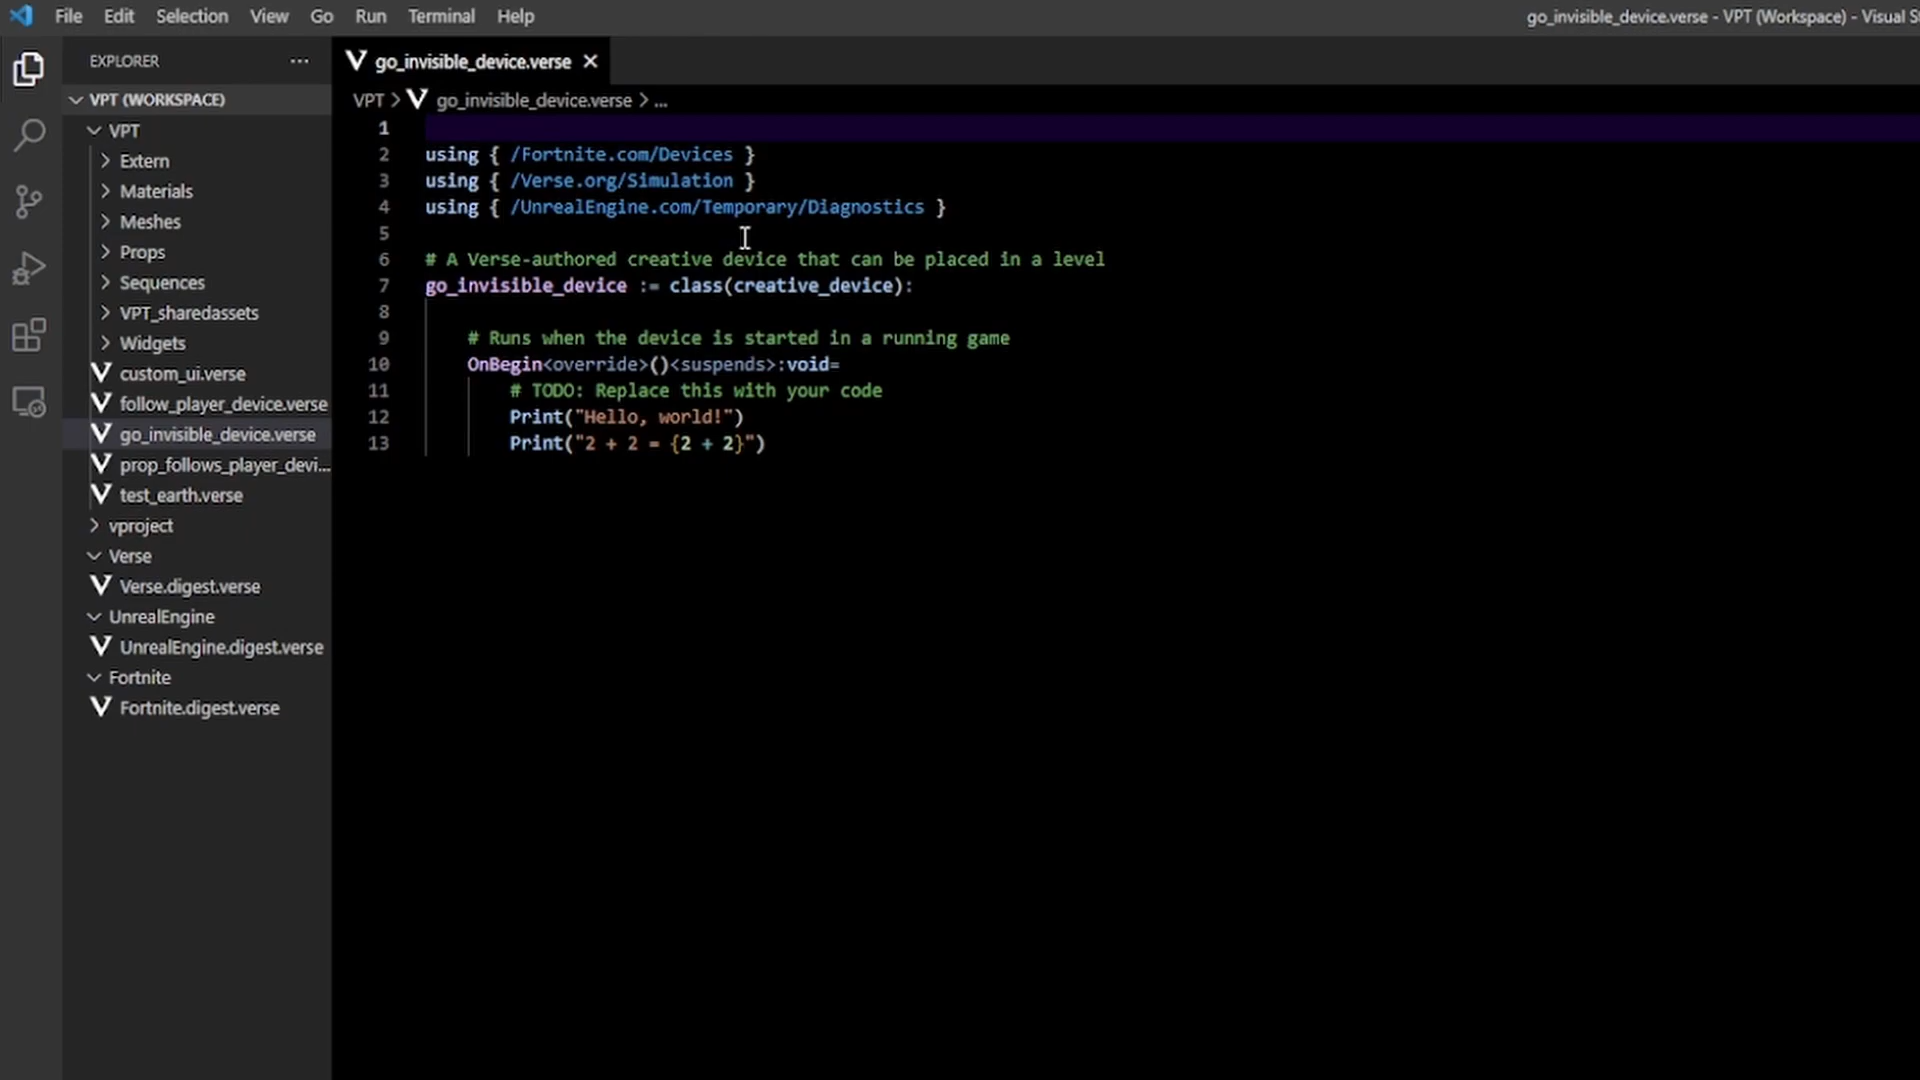 File Edit Selection View Go Run Terminal Help
go_invisible_device.verse - VPT (Workspace) - Visual S
EXPLORER ...
VPT (WORKSPACE)
VPT
Extern
Materials
Meshes
Props
Sequences
VPT_sharedassets
Widgets
custom_ui.verse
follow_player_device.verse
go_invisible_device.verse
prop_follows_player_devi...
test_earth.verse
vproject
Verse
Verse.digest.verse
UnrealEngine
UnrealEngine.digest.verse
Fortnite
Fortnite.digest.verse
go_invisible_device.verse
VPT > go_invisible_device.verse > ...
1
2 using { /Fortnite.com/Devices }
3 using { /Verse.org/Simulation }
4 using { /UnrealEngine.com/Temporary/Diagnostics }
5
6 # A Verse-authored creative device that can be placed in a level
7 go_invisible_device := class(creative_device):
8
9 # Runs when the device is started in a running game
10 OnBegin<override>()<suspends>:void=
11 # TODO: Replace this with your code
12 Print("Hello, world!")
13 Print("2 + 2 = {2 + 2}")